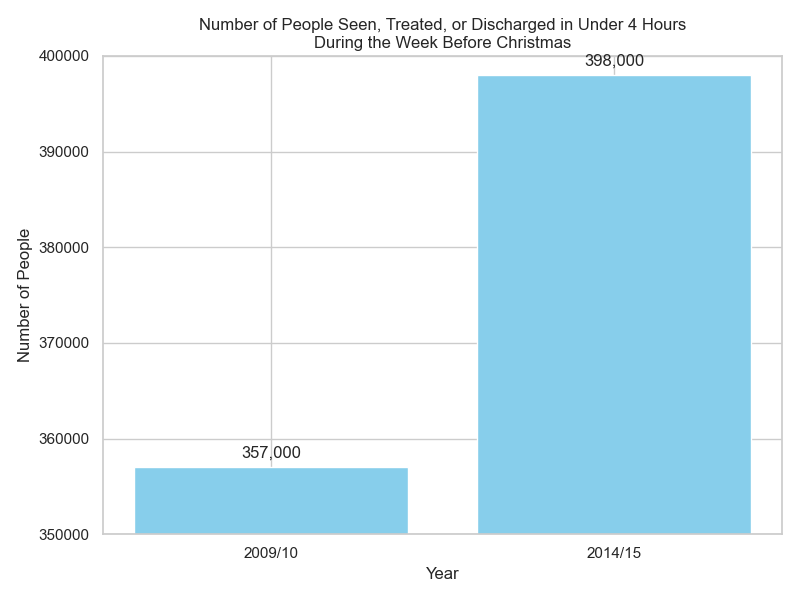 Number of People Seen, Treated, or Discharged in Under 4 Hours
During the Week Before Christmas
400000
398,000
390000
380000
370000
360000
357,000
350000
Number of People
2009/10
2014/15
Year